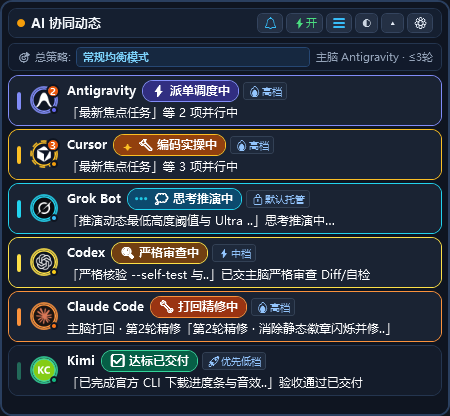 AI 协同动态
开
总策略:
常规均衡模式
主脑 Antigravity · ≤3轮
2
Antigravity 派单调度中 高档
「最新焦点任务」等 2 项并行中
3
Cursor 编码实操中 高档
「最新焦点任务」等 3 项并行中
Grok Bot 思考推演中 默认托管
「推演动态最低高度阈值与 Ultra ..」思考推演中...
Codex 严格审查中 中档
「严格核验 --self-test 与..」已交主脑严格审查 Diff/自检
Claude Code 打回精修中 高档
主脑打回 · 第2轮精修「第2轮精修 · 消除静态徽章闪烁并修..」
KC
Kimi 达标已交付 优先低档
「已完成官方 CLI 下载进度条与音效..」验收通过已交付